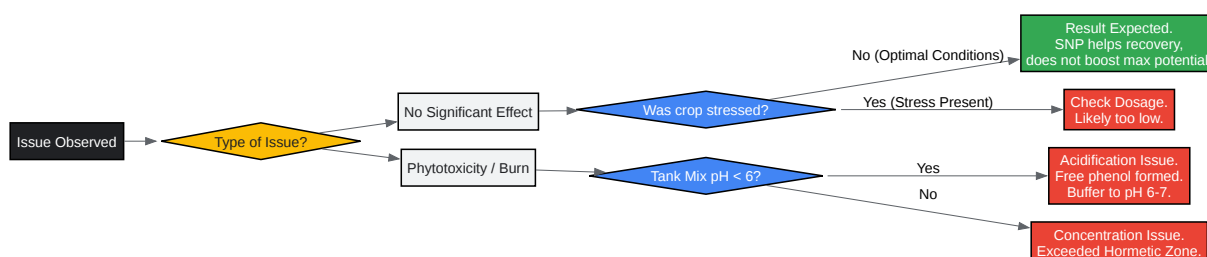 Issue Observed
Type of Issue?
No Significant Effect
Phytotoxicity / Burn
Was crop stressed?
Tank Mix pH < 6?
No (Optimal Conditions)
Yes (Stress Present)
Yes
No
Result Expected.
SNP helps recovery,
does not boost max potential
Check Dosage.
Likely too low.
Acidification Issue.
Free phenol formed.
Buffer to pH 6-7.
Concentration Issue.
Exceeded Hormetic Zone.